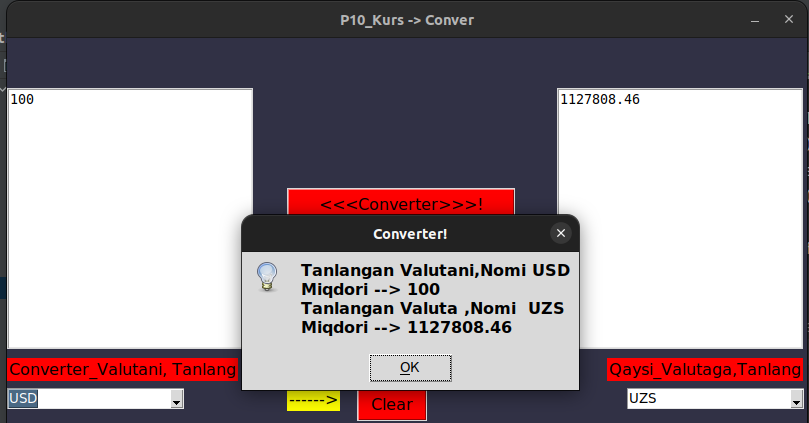 P10_Kurs -> Conver
100
1127808.46
<<<Converter>>>!
Converter!
Tanlangan Valutani,Nomi USD
Miqdori --> 100
Tanlangan Valuta ,Nomi  UZS
Miqdori --> 1127808.46
OK
Converter_Valutani, Tanlang
Qaysi_Valutaga,Tanlang
USD
------>
Clear
UZS